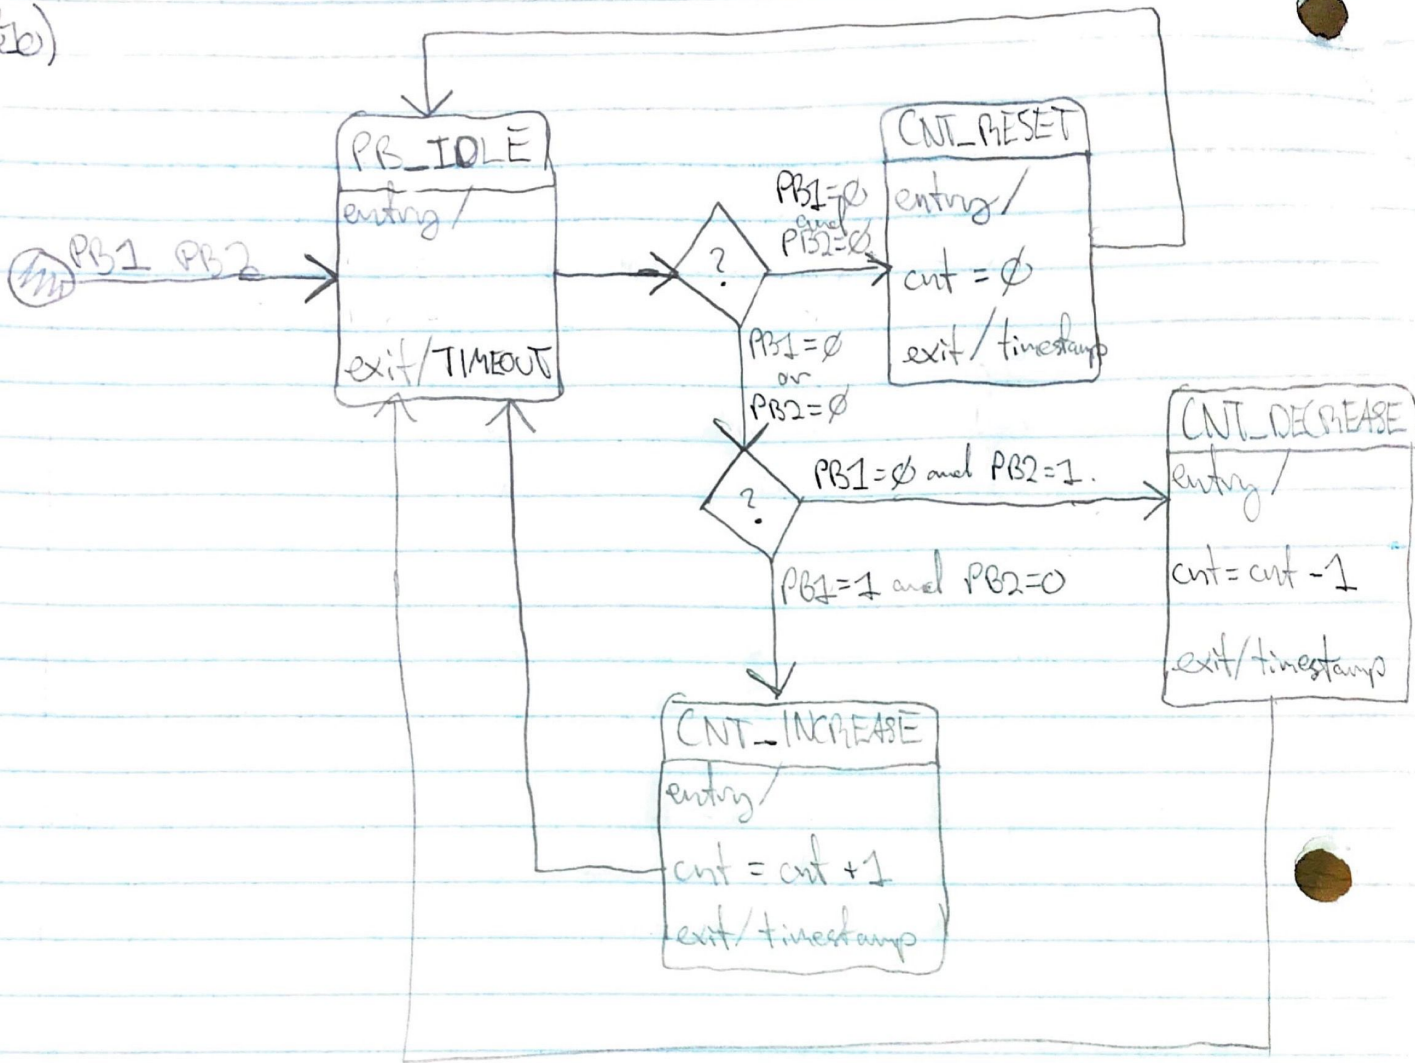 PB1 PB2
PB_IDLE
entry/
exit/TIMEOUT
?
PB1=∅
and
PB2=∅
CNT_RESET
entry/
cnt = ∅
exit/timestamp
PB1=∅
or
PB2=∅
?
PB1=∅ and PB2=1.
CNT_DECREASE
entry/
cnt = cnt -1
exit/timestamp
PB1=1 and PB2=0
CNT_INCREASE
entry/
cnt = cnt +1
exit/timestamp